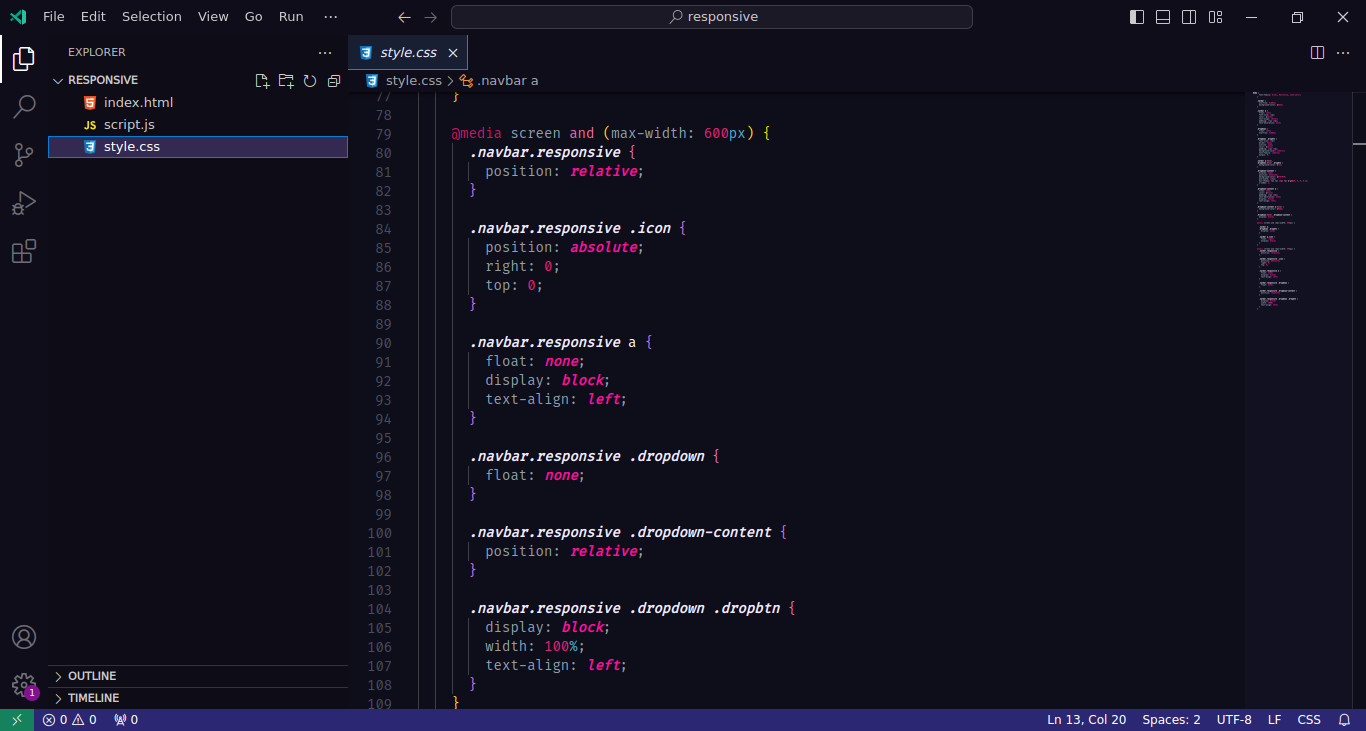 File Edit Selection View Go Run ···
responsive
EXPLORER
RESPONSIVE
index.html
JS script.js
style.css
OUTLINE
TIMELINE
style.css
style.css > .navbar a
77 }
78
79 @media screen and (max-width: 600px) {
80 .navbar.responsive {
81 position: relative;
82 }
83
84 .navbar.responsive .icon {
85 position: absolute;
86 right: 0;
87 top: 0;
88 }
89
90 .navbar.responsive a {
91 float: none;
92 display: block;
93 text-align: left;
94 }
95
96 .navbar.responsive .dropdown {
97 float: none;
98 }
99
100 .navbar.responsive .dropdown-content {
101 position: relative;
102 }
103
104 .navbar.responsive .dropdown .dropbtn {
105 display: block;
106 width: 100%;
107 text-align: left;
108 }
109 }
1
0 0 0
Ln 13, Col 20 Spaces: 2 UTF-8 LF CSS